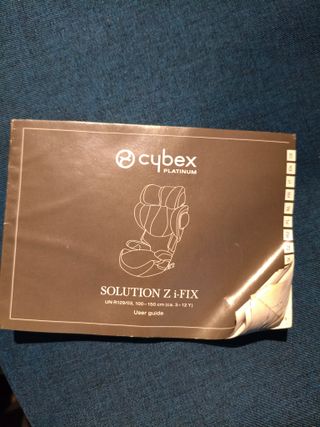 cybex
PLATINUM
SOLUTION Z i-FIX
UN R129/03, 100–150 cm (ca. 3–12 Y)
User guide